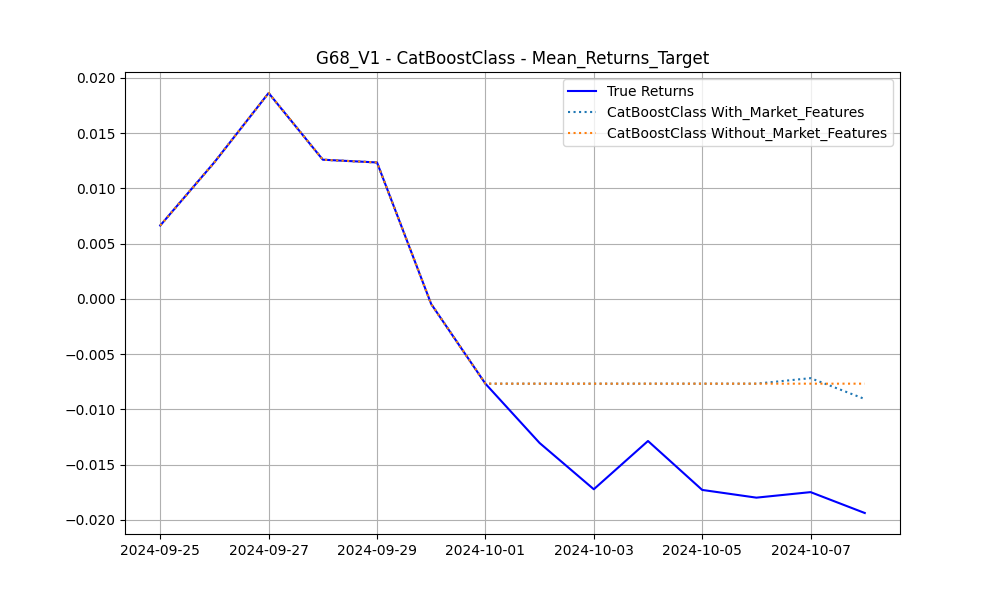 G68_V1 - CatBoostClass - Mean_Returns_Target
True Returns
CatBoostClass With_Market_Features
CatBoostClass Without_Market_Features
0.020
0.015
0.010
0.005
0.000
−0.005
−0.010
−0.015
−0.020
2024-09-25 2024-09-27 2024-09-29 2024-10-01 2024-10-03 2024-10-05 2024-10-07